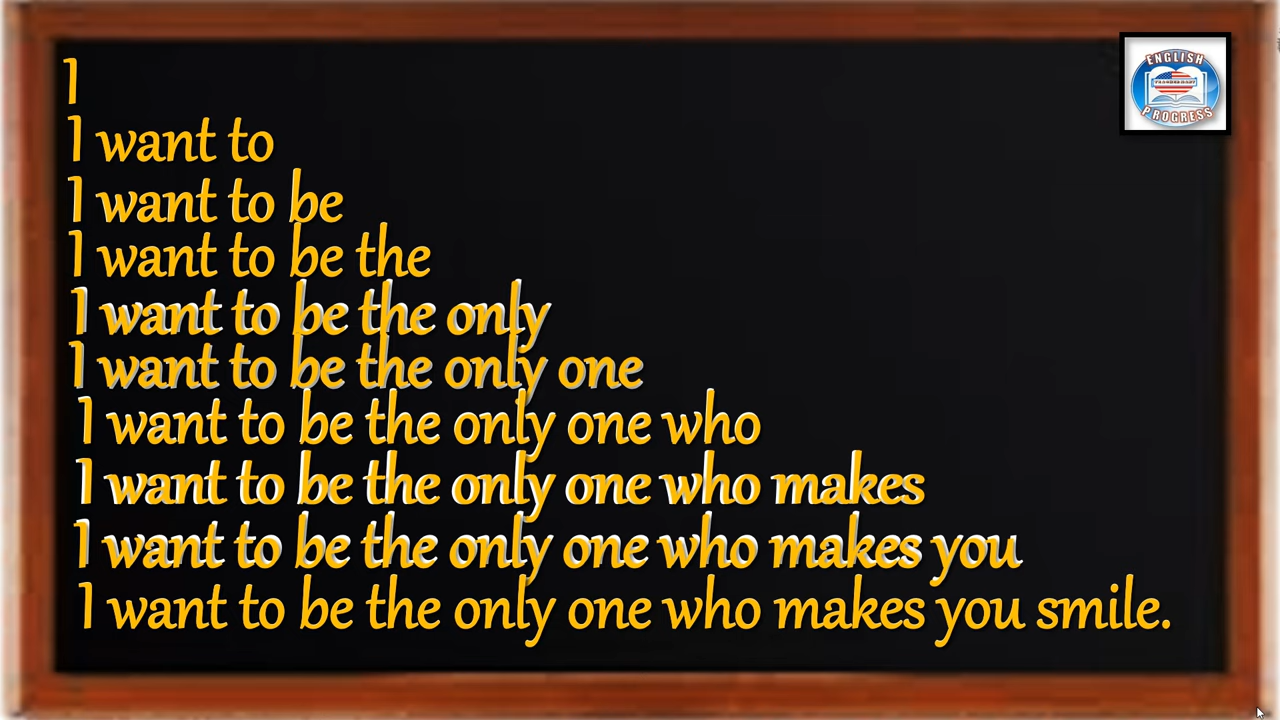 I
I want to
I want to be
I want to be the
I want to be the only
I want to be the only one
I want to be the only one who
I want to be the only one who makes
I want to be the only one who makes you
I want to be the only one who makes you smile.
ENGLISH
PROGRESS